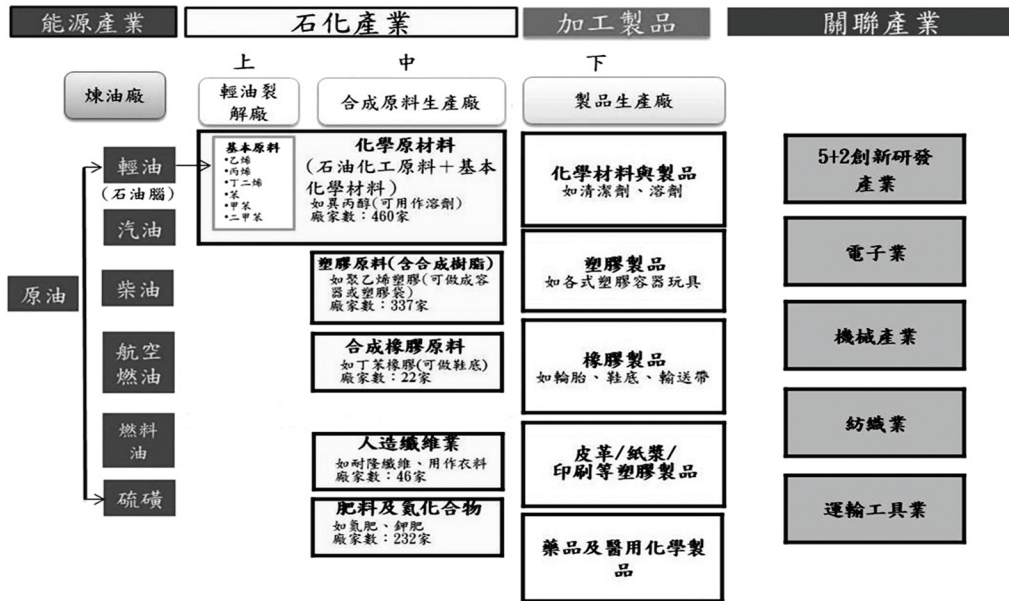 能源產業
石化產業
加工製品
關聯產業
上
中
下
煉油廠
輕油裂
解廠
合成原料生產廠
製品生產廠
原油
輕油
(石油腦)
汽油
柴油
航空
燃油
燃料
油
硫磺
基本原料
•乙烯
•丙烯
•丁二烯
•苯
•甲苯
•二甲苯
化學原材料
(石油化工原料＋基本
化學材料)
如異丙醇(可用作溶劑)
廠家數：460家
塑膠原料(含合成樹脂)
如聚乙烯塑膠(可做成容
器或塑膠袋)
廠家數：337家
合成橡膠原料
如丁苯橡膠(可做鞋底)
廠家數：22家
人造纖維業
如耐隆纖維、用作衣料
廠家數：46家
肥料及氮化合物
如氮肥、鉀肥
廠家數：232家
化學材料與製品
如清潔劑、溶劑
塑膠製品
如各式塑膠容器玩具
橡膠製品
如輪胎、鞋底、輸送帶
皮革/紙漿/
印刷等塑膠製品
藥品及醫用化學製
品
5+2創新研發
產業
電子業
機械產業
紡織業
運輸工具業